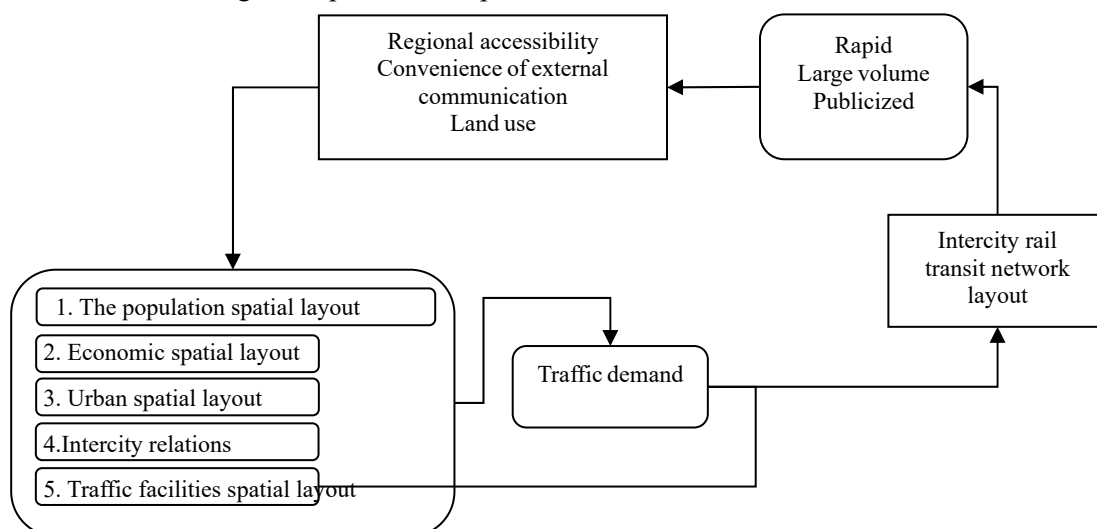 Regional accessibility
Convenience of external
communication
Land use
Rapid
Large volume
Publicized
Intercity rail
transit network
layout
1. The population spatial layout
2. Economic spatial layout
3. Urban spatial layout
4.Intercity relations
5. Traffic facilities spatial layout
Traffic demand